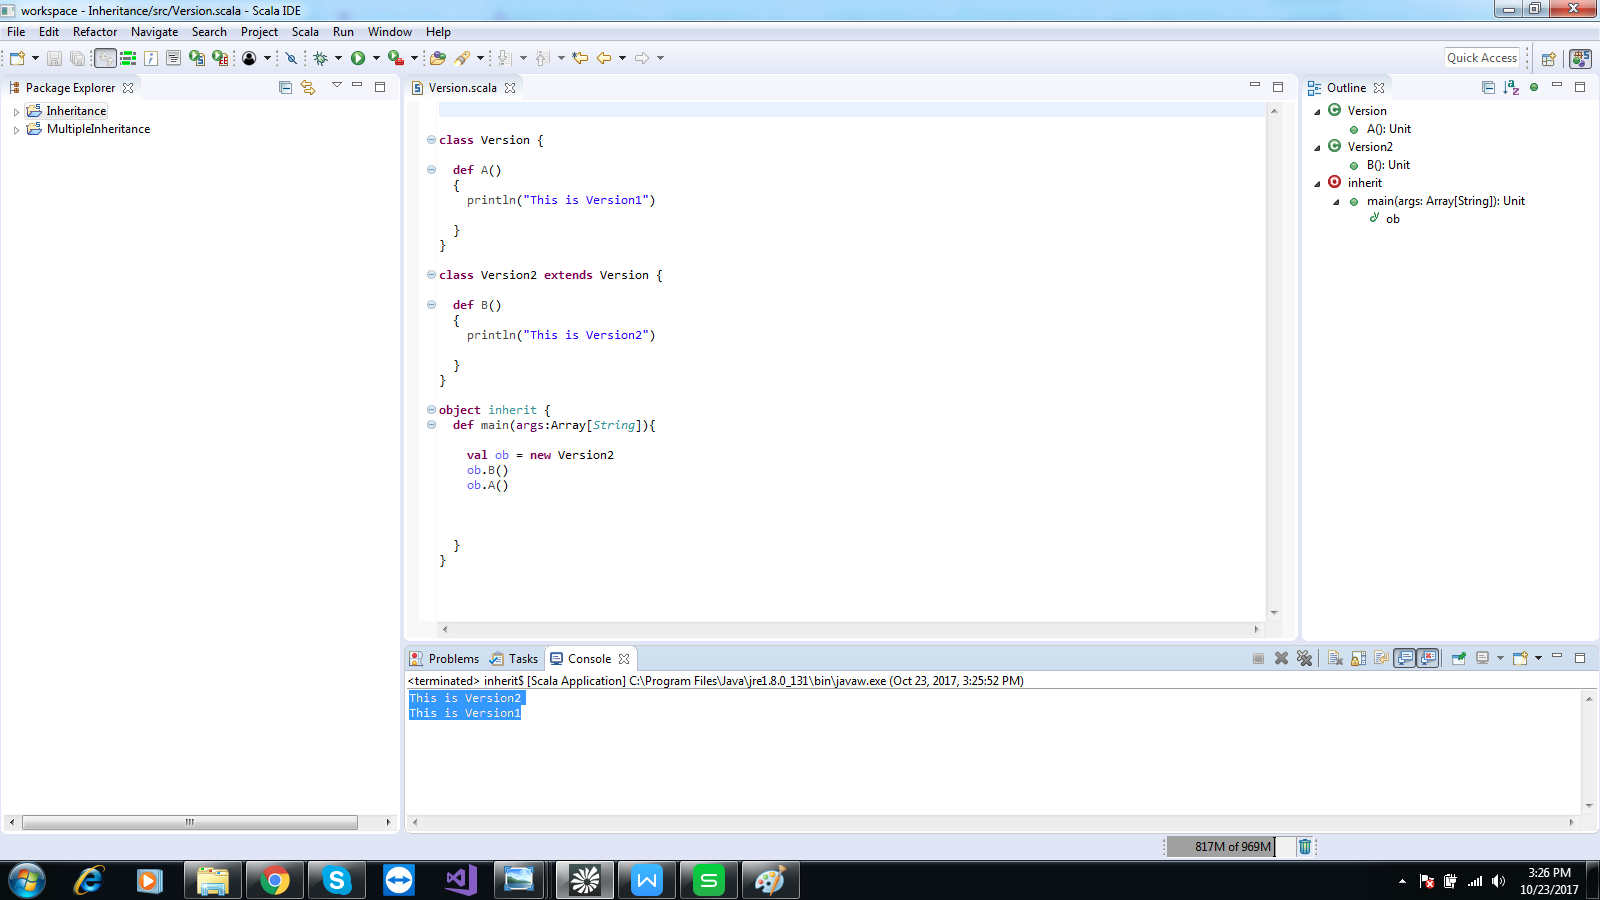 workspace - Inheritance/src/Version.scala - Scala IDE
File Edit Refactor Navigate Search Project Scala Run Window Help
Quick Access
Package Explorer
Inheritance
MultipleInheritance
Version.scala
class Version {
def A()
{
println("This is Version1")
}
}
class Version2 extends Version {
def B()
{
println("This is Version2")
}
}
object inherit {
def main(args:Array[String]){
val ob = new Version2
ob.B()
ob.A()
}
}
Outline
Version
A(): Unit
Version2
B(): Unit
inherit
main(args: Array[String]): Unit
ob
Problems Tasks Console
<terminated> inherit$ [Scala Application] C:\Program Files\Java\jre1.8.0_131\bin\javaw.exe (Oct 23, 2017, 3:25:52 PM)
This is Version2
This is Version1
817M of 969M
3:26 PM
10/23/2017